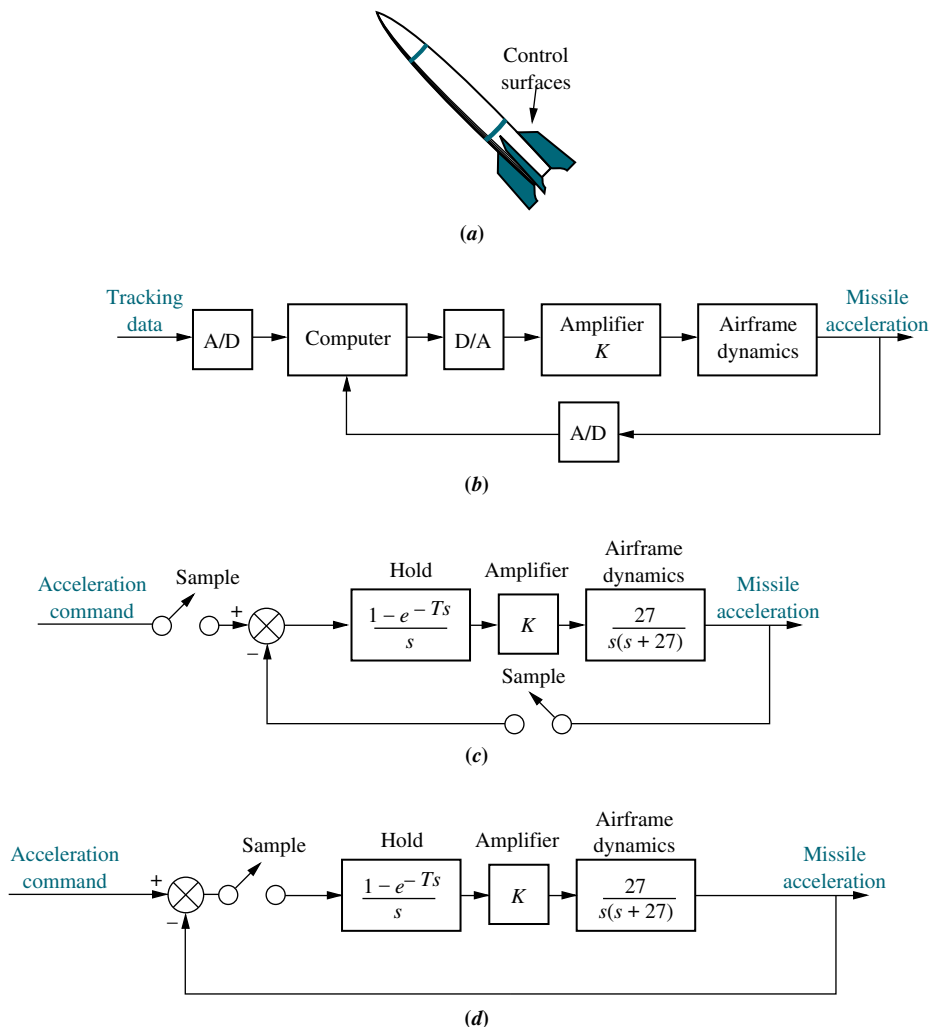 Control
surfaces
(a)
Tracking
data
A/D
Computer
D/A
Amplifier
K
Airframe
dynamics
Missile
acceleration
A/D
(b)
Acceleration
command
Sample
+
−
Hold
1 − e^−Ts
s
Amplifier
K
Airframe
dynamics
27
s(s + 27)
Missile
acceleration
Sample
(c)
Acceleration
command
+
−
Sample
Hold
1 − e^−Ts
s
Amplifier
K
Airframe
dynamics
27
s(s + 27)
Missile
acceleration
(d)